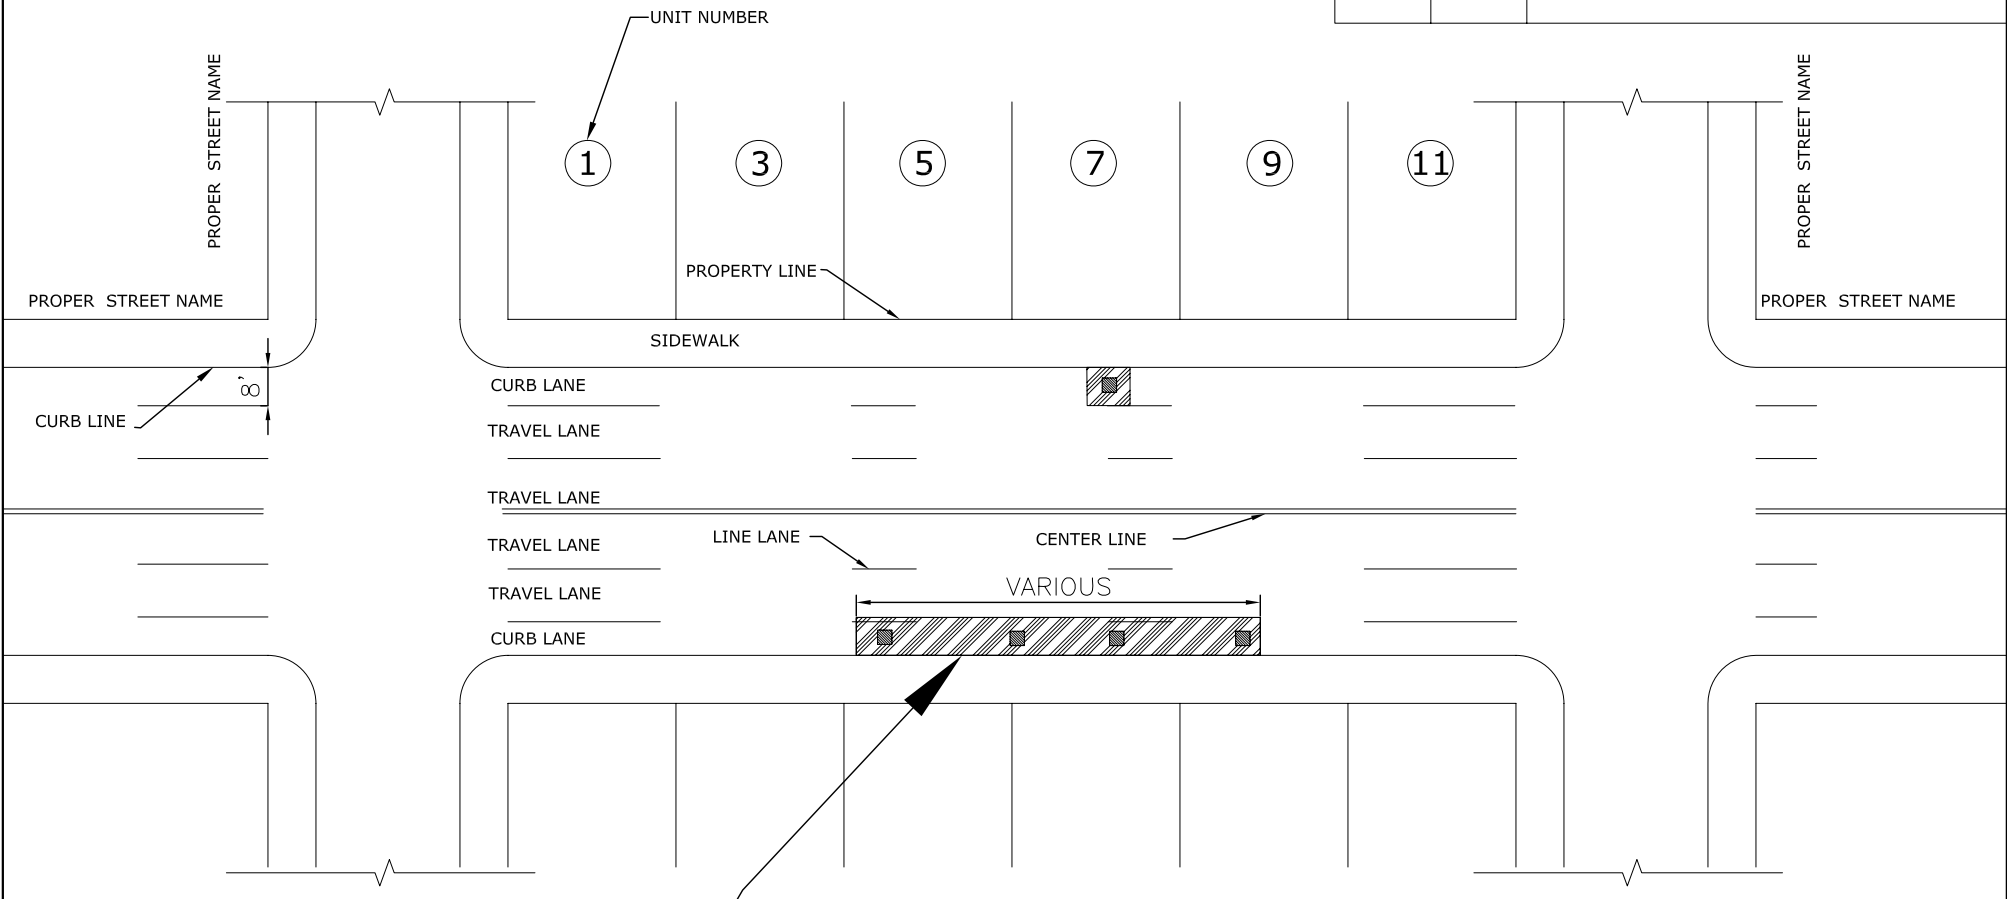 UNIT NUMBER
PROPER STREET NAME
PROPER STREET NAME
1
3
5
7
9
11
PROPERTY LINE
PROPER STREET NAME
PROPER STREET NAME
SIDEWALK
8'
CURB LANE
CURB LINE
TRAVEL LANE
TRAVEL LANE
LINE LANE
CENTER LINE
TRAVEL LANE
VARIOUS
TRAVEL LANE
CURB LANE